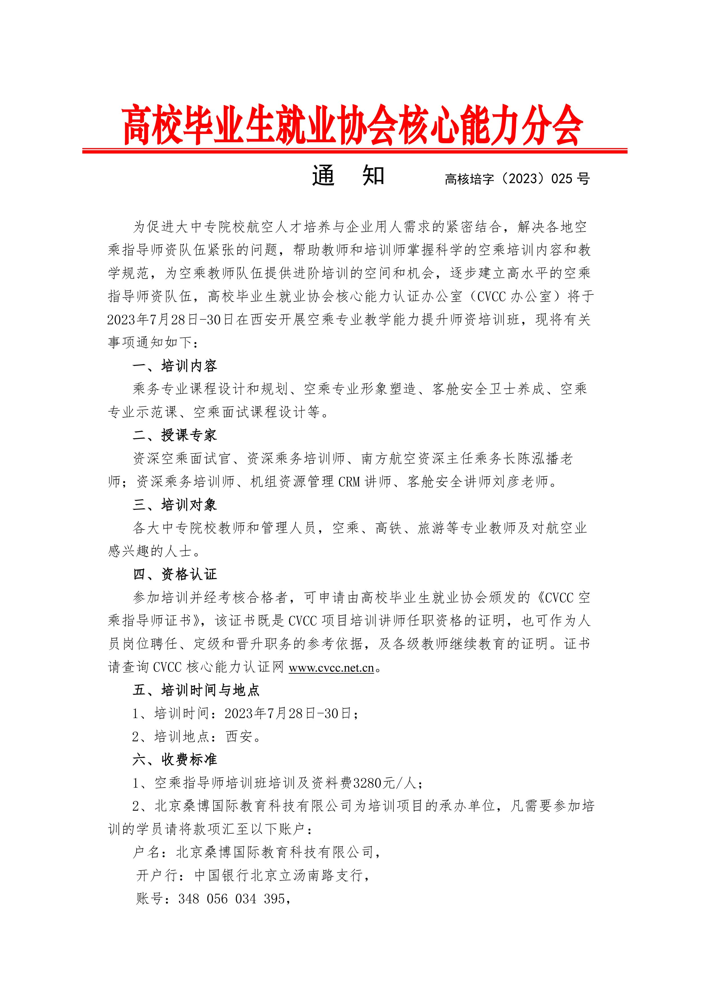 高校毕业生就业协会核心能力分会
通 知 高核培字（2023）025 号
为促进大中专院校航空人才培养与企业用人需求的紧密结合，解决各地空
乘指导师资队伍紧张的问题，帮助教师和培训师掌握科学的空乘培训内容和教
学规范，为空乘教师队伍提供进阶培训的空间和机会，逐步建立高水平的空乘
指导师资队伍，高校毕业生就业协会核心能力认证办公室（CVCC 办公室）将于
2023年7月28日-30日在西安开展空乘专业教学能力提升师资培训班，现将有关
事项通知如下：
一、培训内容
乘务专业课程设计和规划、空乘专业形象塑造、客舱安全卫士养成、空乘
专业示范课、空乘面试课程设计等。
二、授课专家
资深空乘面试官、资深乘务培训师、南方航空资深主任乘务长陈泓播老
师；资深乘务培训师、机组资源管理 CRM 讲师、客舱安全讲师刘彦老师。
三、培训对象
各大中专院校教师和管理人员，空乘、高铁、旅游等专业教师及对航空业
感兴趣的人士。
四、资格认证
参加培训并经考核合格者，可申请由高校毕业生就业协会颁发的《CVCC 空
乘指导师证书》，该证书既是 CVCC 项目培训讲师任职资格的证明，也可作为人
员岗位聘任、定级和晋升职务的参考依据，及各级教师继续教育的证明。证书
请查询 CVCC 核心能力认证网 www.cvcc.net.cn。
五、培训时间与地点
1、培训时间：2023年7月28日-30日；
2、培训地点：西安。
六、收费标准
1、空乘指导师培训班培训及资料费3280元/人；
2、北京桑博国际教育科技有限公司为培训项目的承办单位，凡需要参加培
训的学员请将款项汇至以下账户：
户名：北京桑博国际教育科技有限公司，
开户行：中国银行北京立汤南路支行，
账号：348 056 034 395，